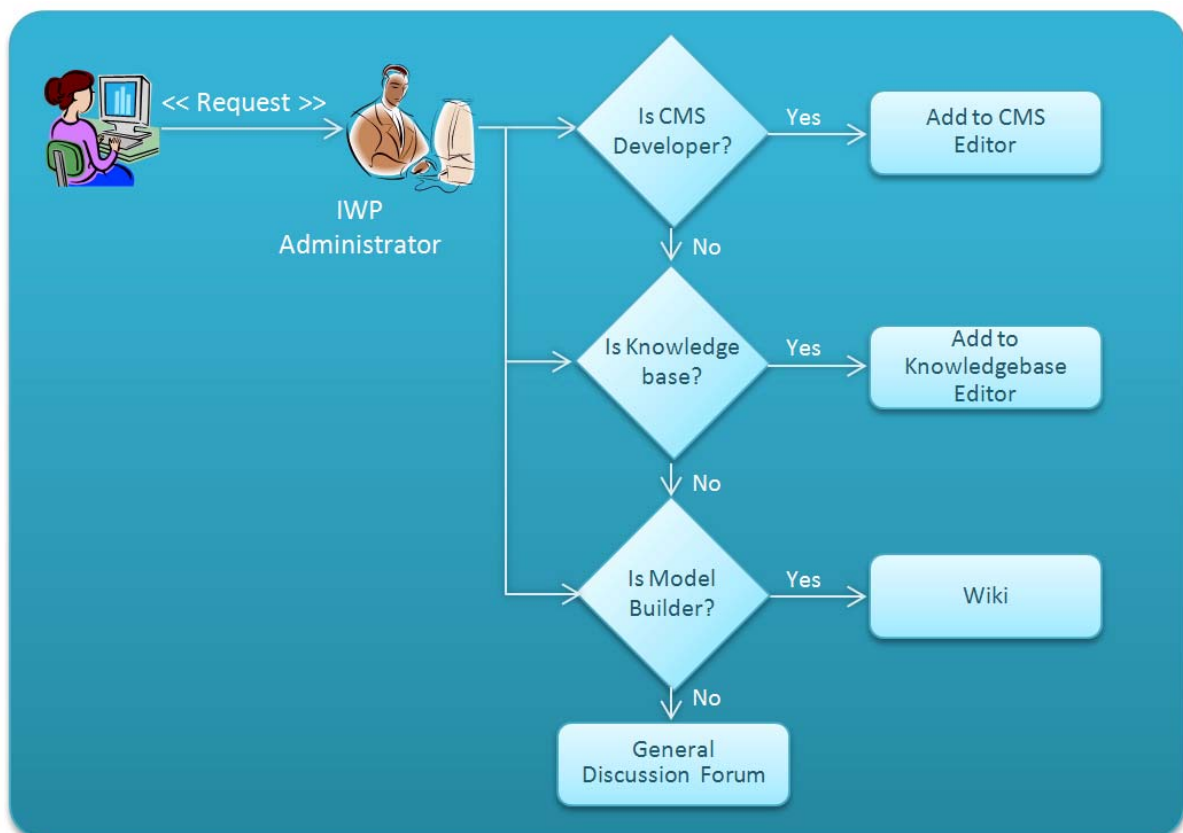 << Request >>
IWP
Administrator
Is CMS
Developer?
Yes
Add to CMS
Editor
No
Is Knowledge
base?
Yes
Add to
Knowledgebase
Editor
No
Is Model
Builder?
Yes
Wiki
No
General
Discussion Forum